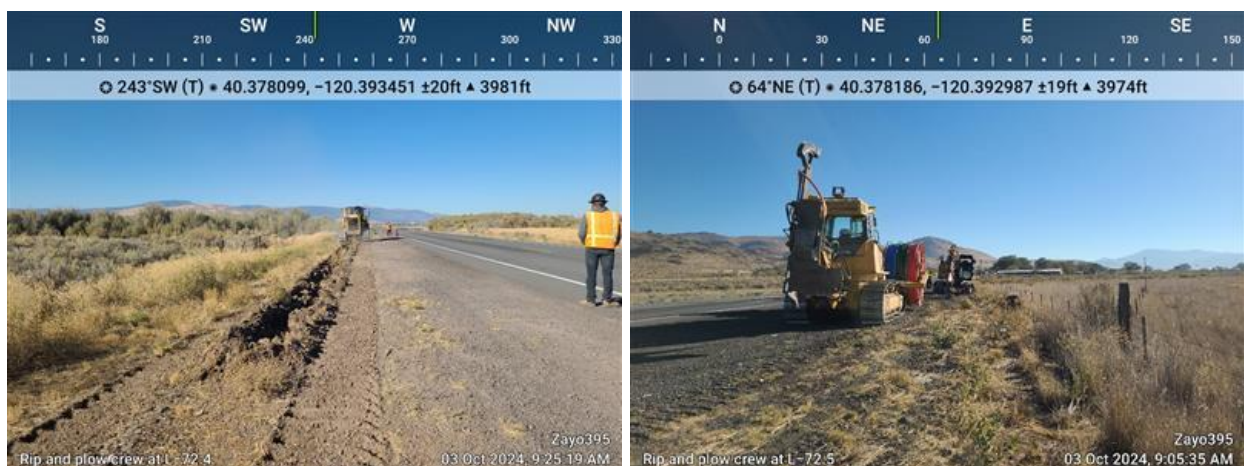 S SW W NW
180 210 240 270 300 330
243°SW (T) 40.378099, -120.393451 ±20ft ▲ 3981ft
Zayo395
Rip and plow crew at L-72.4 03 Oct 2024, 9:25:19 AM
N NE E SE
0 30 60 90 120 150
64°NE (T) 40.378186, -120.392987 ±19ft ▲ 3974ft
Zayo395
Rip and plow crew at L-72.5 03 Oct 2024, 9:05:35 AM